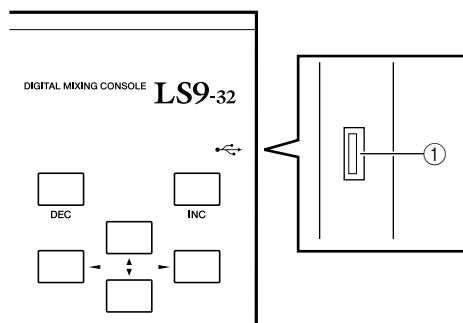 DIGITAL MIXING CONSOLE LS9-32
①
DEC INC